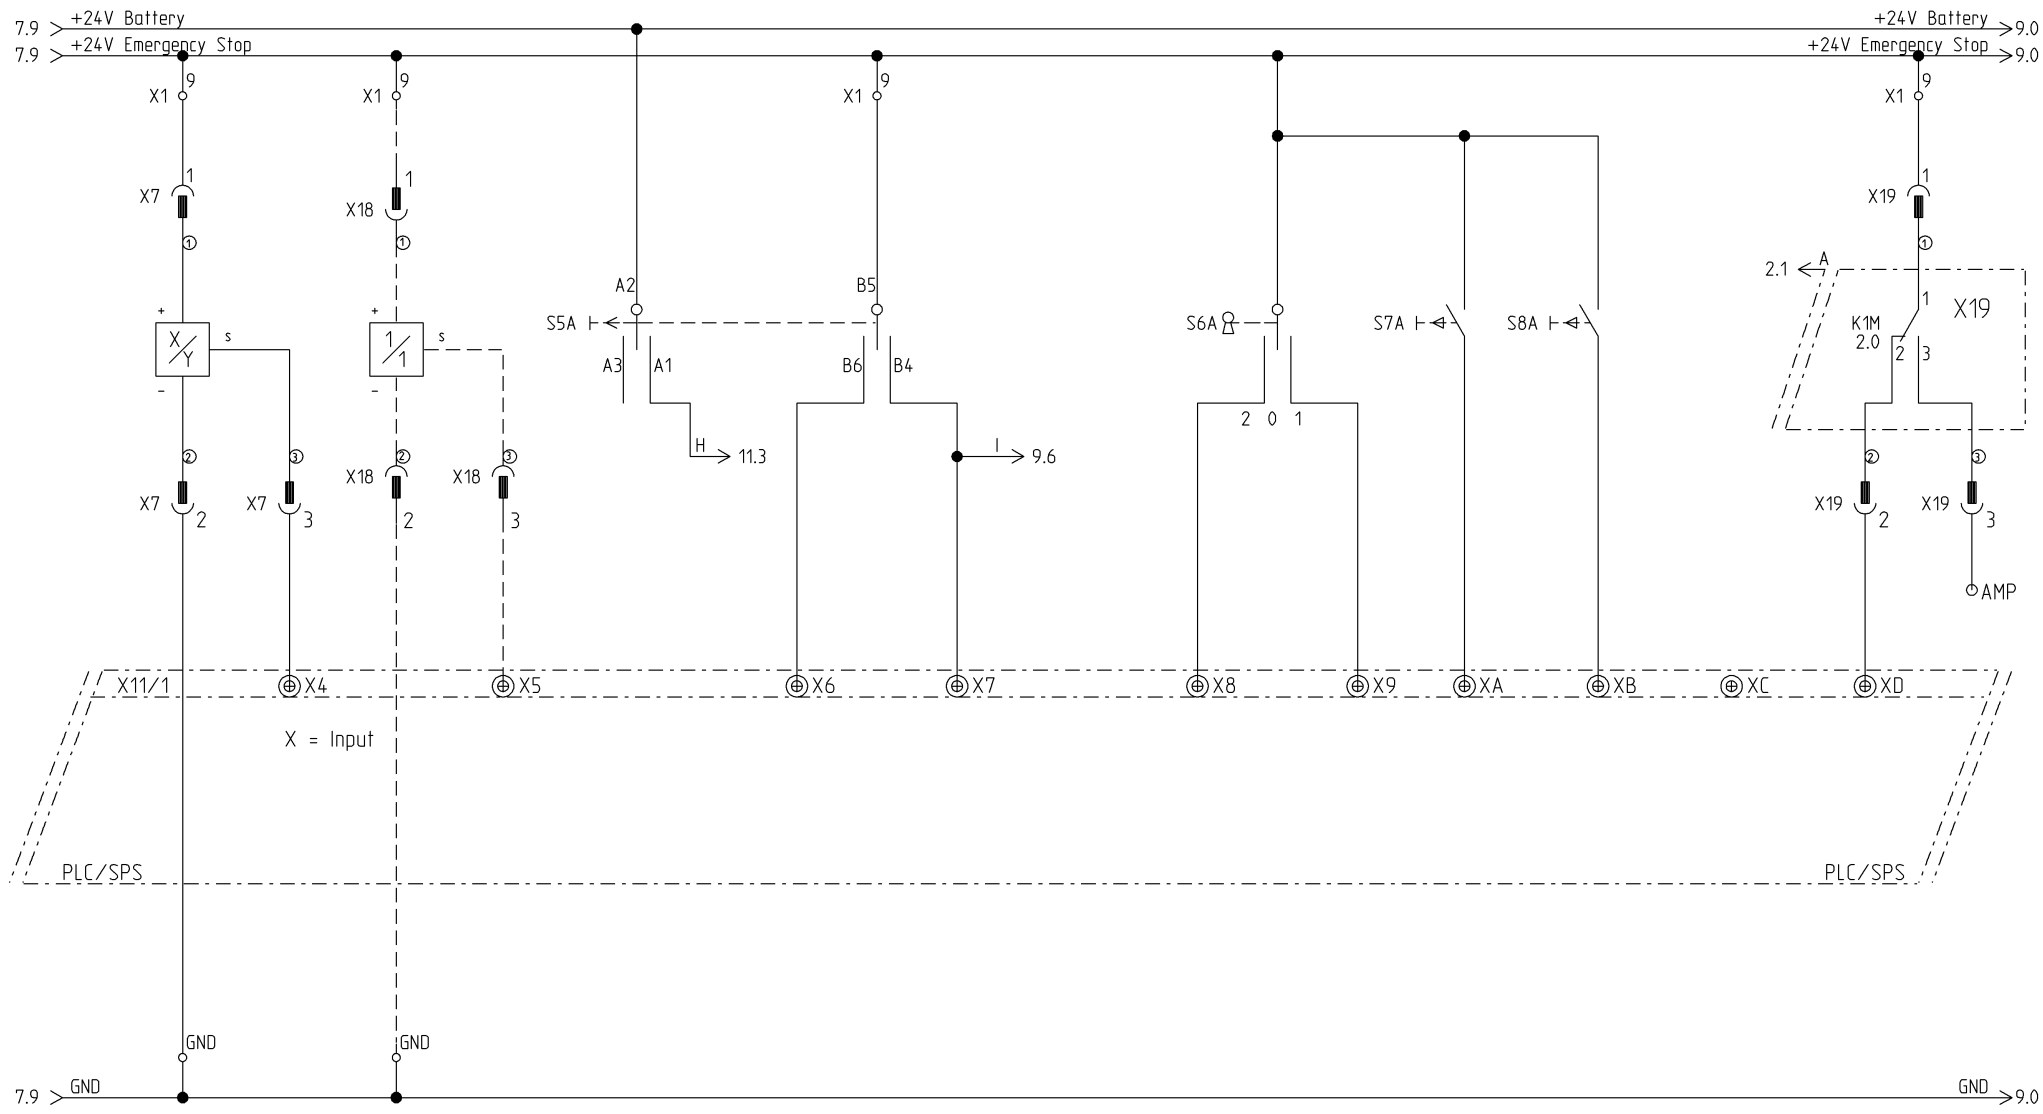 +24V Battery +24V Battery
7.9 9.0
+24V Emergency Stop +24V Emergency Stop
7.9 9.0
9 9 9 9
X1 X1 X1 X1
1 1 1
X7 X18 X19
1 1 1
2.1 A
A2 B5
+ + 1 X19
S5A S6A S7A S8A K1M
X/Y s 1/1 s 2.0
2 3
A3 A1 B6 B4
- -
2 0 1
H 11.3 I 9.6
2 3 2 3 2 3
X18 X18
X7 X7 X19 X19
2 3 2 3 2 3
AMP
X11/1 X4 X5 X6 X7 X8 X9 XA XB XC XD
X = Input
PLC/SPS PLC/SPS
GND GND
GND GND
7.9 9.0